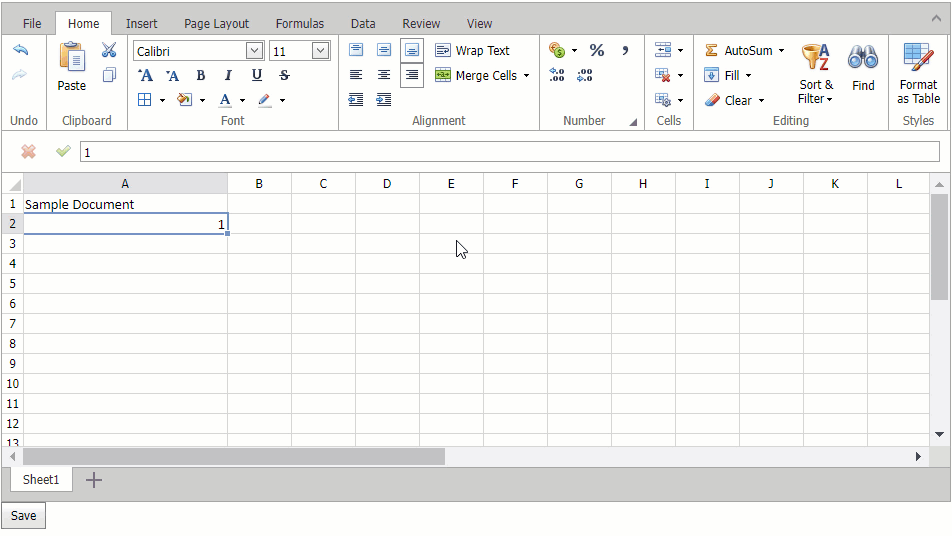 File Home Insert Page Layout Formulas Data Review View
Calibri 11 Wrap Text AutoSum
Paste A A B I U S Merge Cells % , Fill Sort & Filter Find Format as Table
A Clear
Undo Clipboard Font Alignment Number Cells Editing Styles
1
A B C D E F G H I J K L
1 Sample Document
2 1
3
4
5
6
7
8
9
10
11
12
13
Sheet1
Save